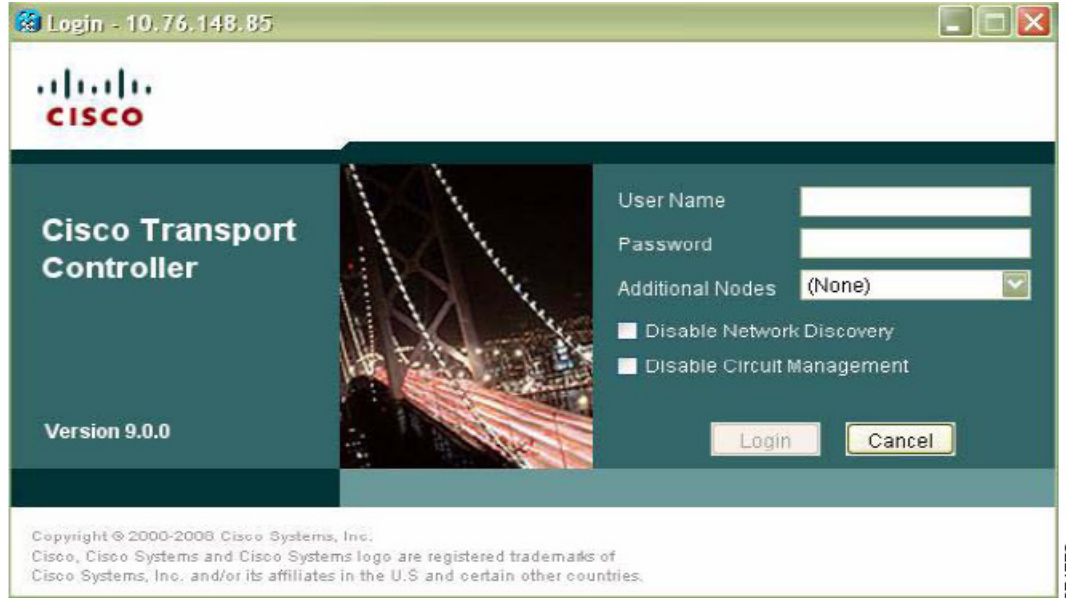 Login - 10.76.148.85
CISCO
Cisco Transport
Controller
Version 9.0.0
User Name
Password
Additional Nodes (None)
Disable Network Discovery
Disable Circuit Management
Login Cancel
Copyright © 2000-2008 Cisco Systems, Inc.
Cisco, Cisco Systems and Cisco Systems logo are registered trademarks of
Cisco Systems, Inc. and/or its affiliates in the U.S and certain other countries.